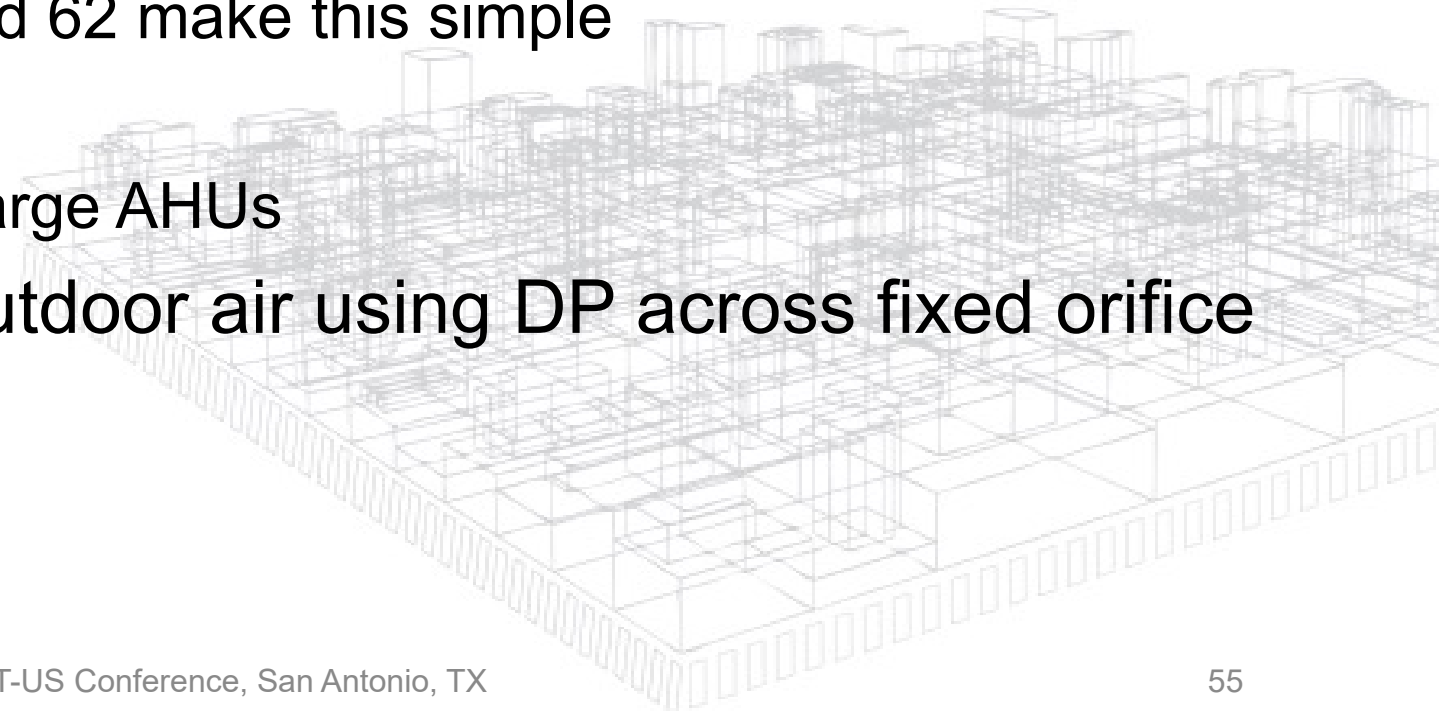 d 62 make this simple
arge AHUs
utdoor air using DP across fixed orifice
T-US Conference, San Antonio, TX
55